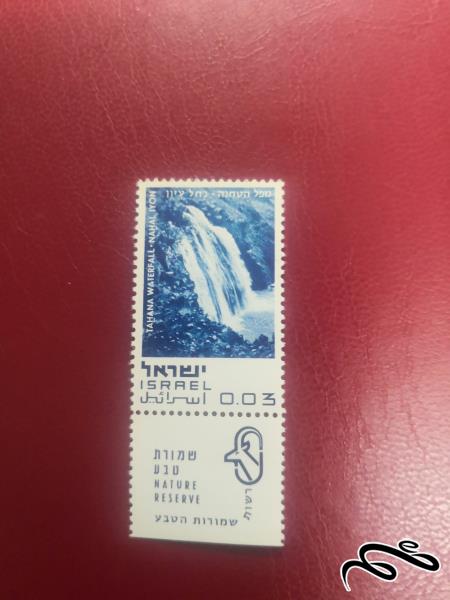 מפל הטחנה - נחל עיון
TAHANA WATERFALL - NAHAL IYON
ישראל
ISRAEL
اسرائيل 0.03
שמורת
טבע
NATURE
RESERVE
רשות
שמורות הטבע